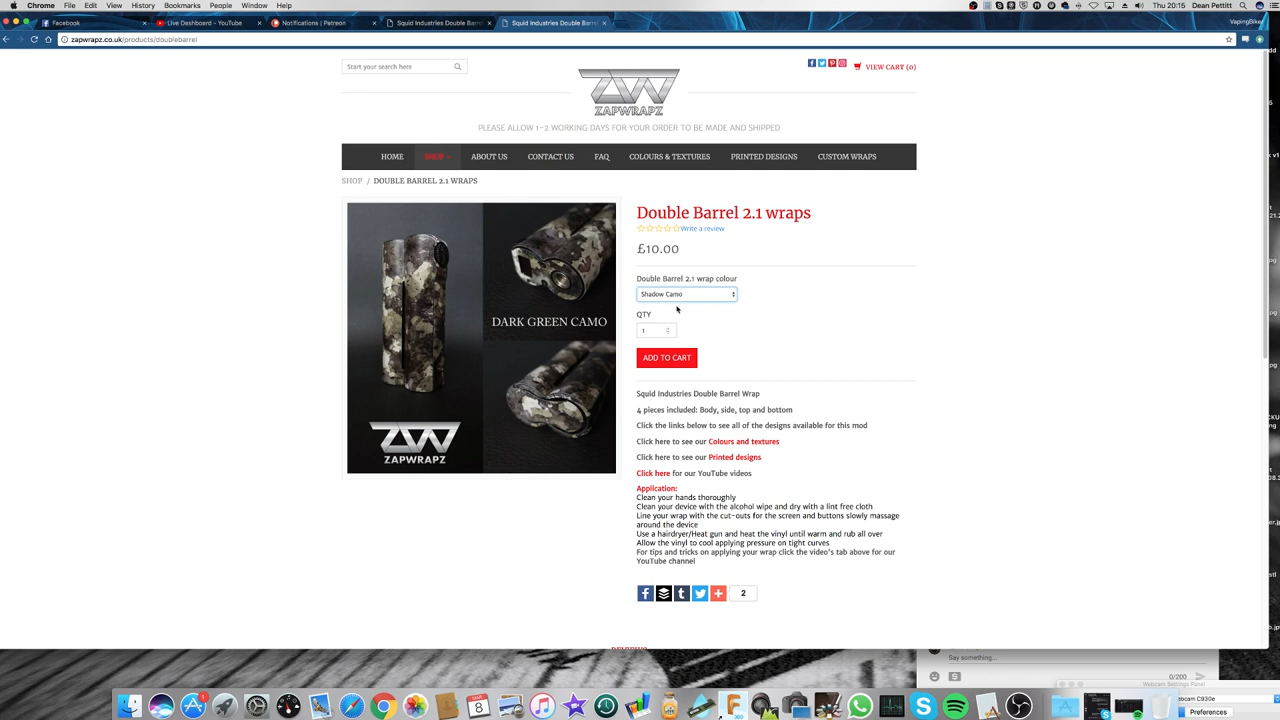 Chrome File Edit View History Bookmarks People Window Help
Thu 20:15 Dean Pettitt
Facebook
Live Dashboard - YouTube
Notifications | Patreon
Squid Industries Double Barrel
Squid Industries Double Barrel
VapingBiker
zapwrapz.co.uk/products/doublebarrel
Start your search here
VIEW CART (0)
ZW
ZAPWRAPZ
PLEASE ALLOW 1-2 WORKING DAYS FOR YOUR ORDER TO BE MADE AND SHIPPED
HOME SHOP ABOUT US CONTACT US FAQ COLOURS & TEXTURES PRINTED DESIGNS CUSTOM WRAPS
SHOP / DOUBLE BARREL 2.1 WRAPS
DARK GREEN CAMO
ZW
ZAPWRAPZ
Double Barrel 2.1 wraps
Write a review
£10.00
Double Barrel 2.1 wrap colour
Shadow Camo
QTY
1
ADD TO CART
Squid Industries Double Barrel Wrap
4 pieces included: Body, side, top and bottom
Click the links below to see all of the designs available for this mod
Click here to see our Colours and textures
Click here to see our Printed designs
Click here for our YouTube videos
Application:
Clean your hands thoroughly
Clean your device with the alcohol wipe and dry with a lint free cloth
Line your wrap with the cut-outs for the screen and buttons slowly massage
around the device
Use a hairdryer/Heat gun and heat the vinyl until warm and rub all over
Allow the vinyl to cool applying pressure on tight curves
For tips and tricks on applying your wrap click the video's tab above for our
YouTube channel
2
REVIEWS
Say something...
0/200
Webcam Settings Panel
Webcam C930e
Preferences